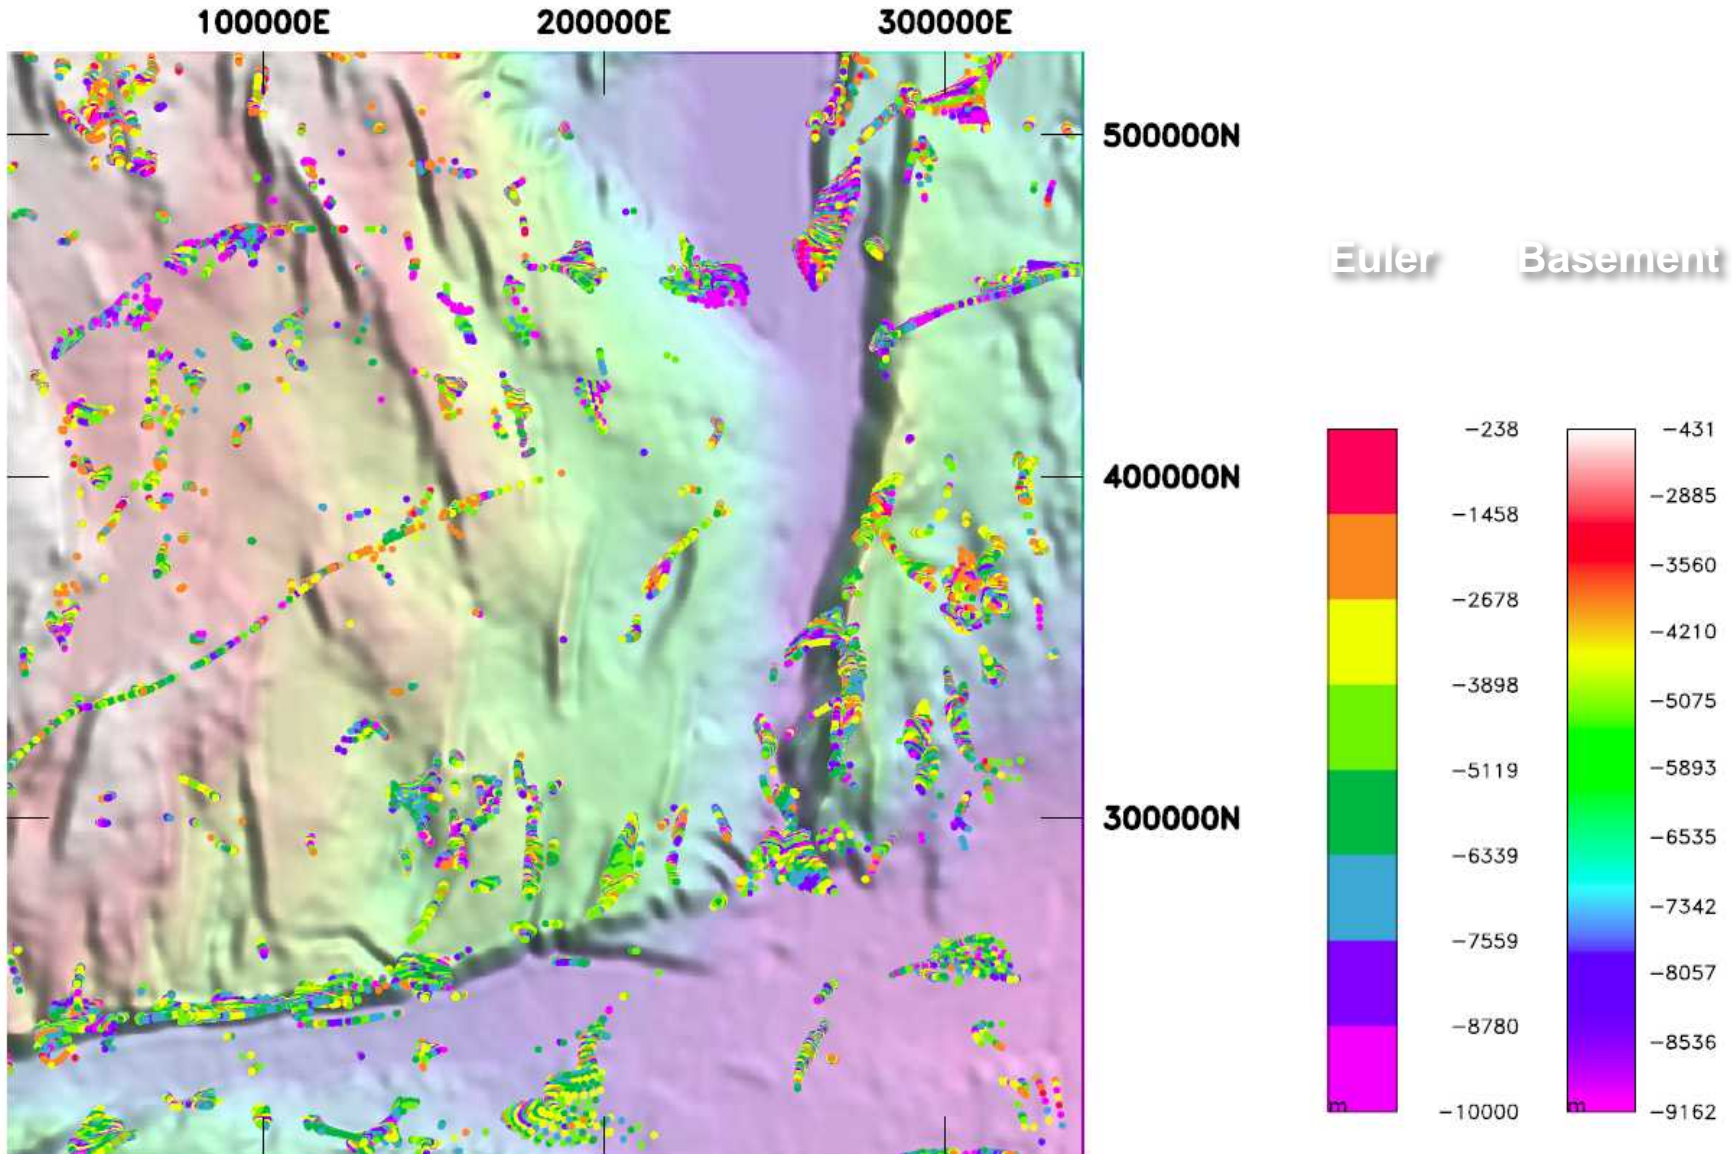 100000E 200000E 300000E
500000N
400000N
300000N
Euler Basement
-238 -431
-1458 -2885
-2678 -3560
-3898 -4210
-5119 -5075
-6339 -5893
-7559 -6535
-8780 -7342
-10000 -8057
-8536
-9162
m m